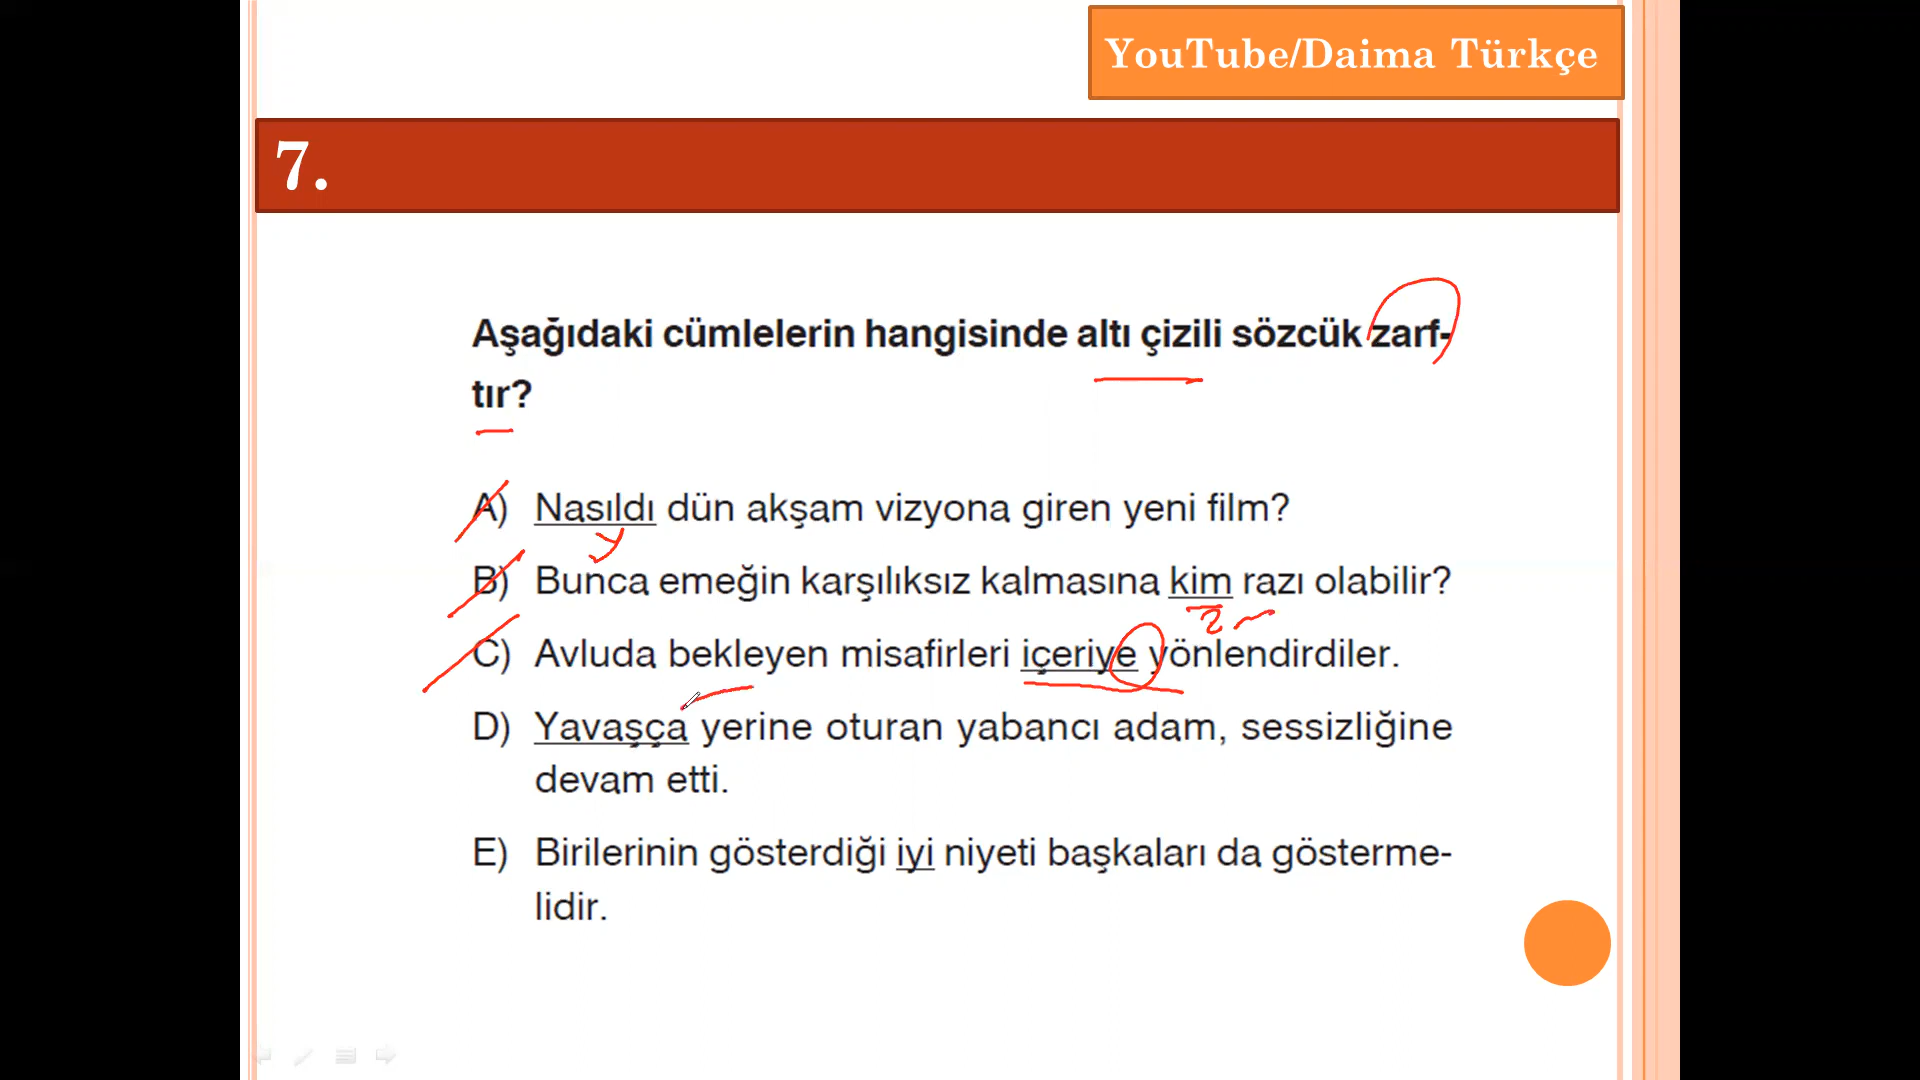 YouTube/Daima Türkçe
7.
Aşağıdaki cümlelerin hangisinde altı çizili sözcük zarf-
tır?
A) Nasıldı dün akşam vizyona giren yeni film?
B) Bunca emeğin karşılıksız kalmasına kim razı olabilir?
C) Avluda bekleyen misafirleri içeriye yönlendirdiler.
D) Yavaşça yerine oturan yabancı adam, sessizliğine
devam etti.
E) Birilerinin gösterdiği iyi niyeti başkaları da gösterme-
lidir.